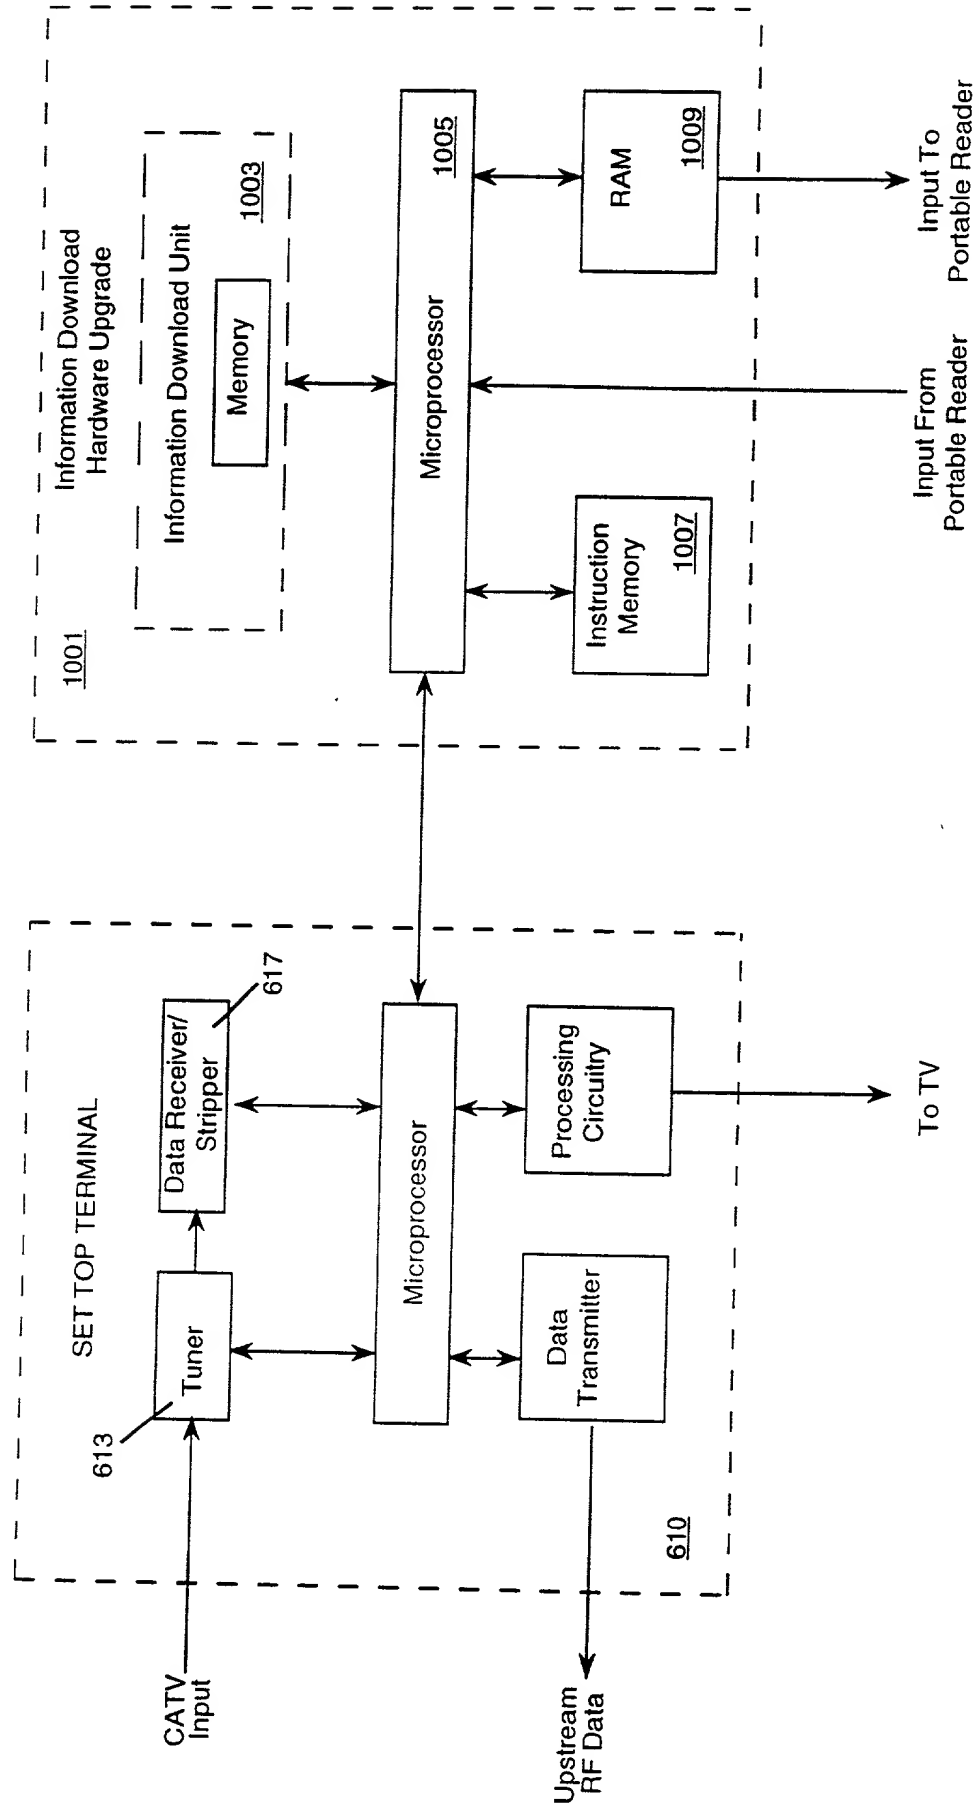 SET TOP TERMINAL
613
Tuner
Data Receiver/
Stripper
617
CATV
Input
Microprocessor
Data
Transmitter
Processing
Circuitry
610
Upstream
RF Data
To TV
1001
Information Download
Hardware Upgrade
Information Download Unit
1003
Memory
Microprocessor
1005
Instruction
Memory
1007
RAM
1009
Input From
Portable Reader
Input To
Portable Reader